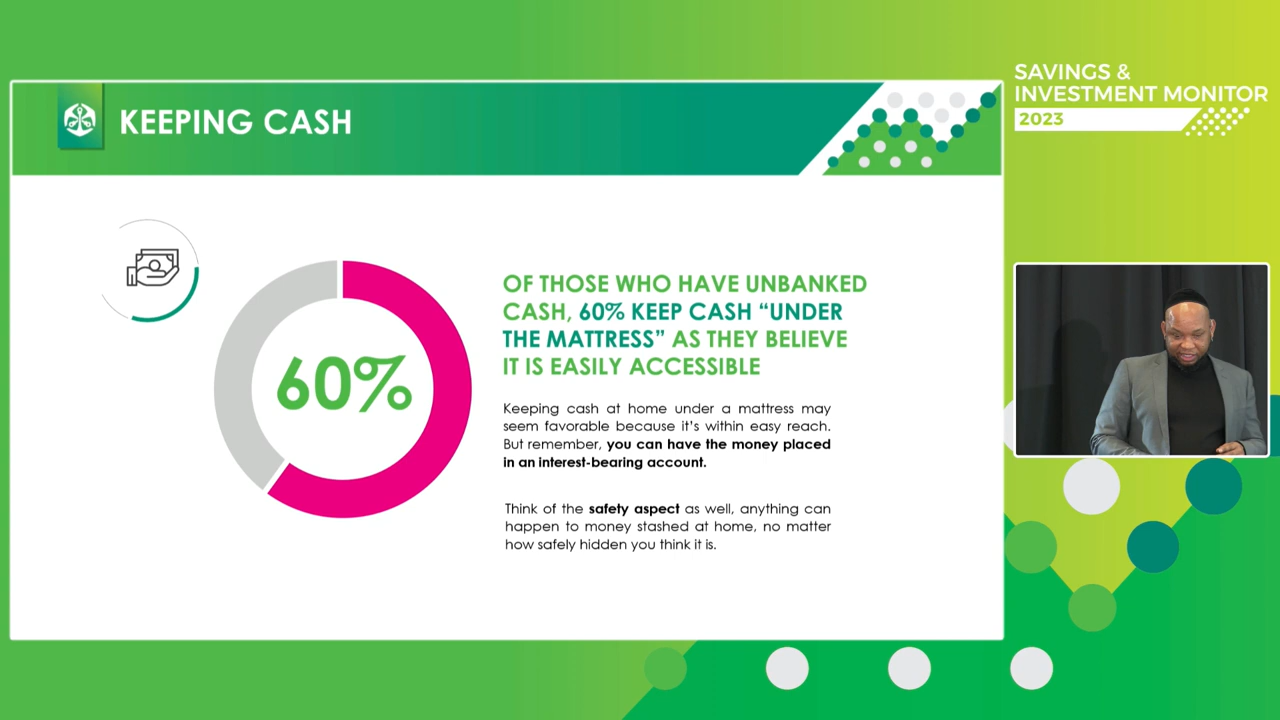 KEEPING CASH
SAVINGS &
INVESTMENT MONITOR
2023
60%
OF THOSE WHO HAVE UNBANKED
CASH, 60% KEEP CASH “UNDER
THE MATTRESS” AS THEY BELIEVE
IT IS EASILY ACCESSIBLE
Keeping cash at home under a mattress may
seem favorable because it’s within easy reach.
But remember, you can have the money placed
in an interest-bearing account.
Think of the safety aspect as well, anything can
happen to money stashed at home, no matter
how safely hidden you think it is.